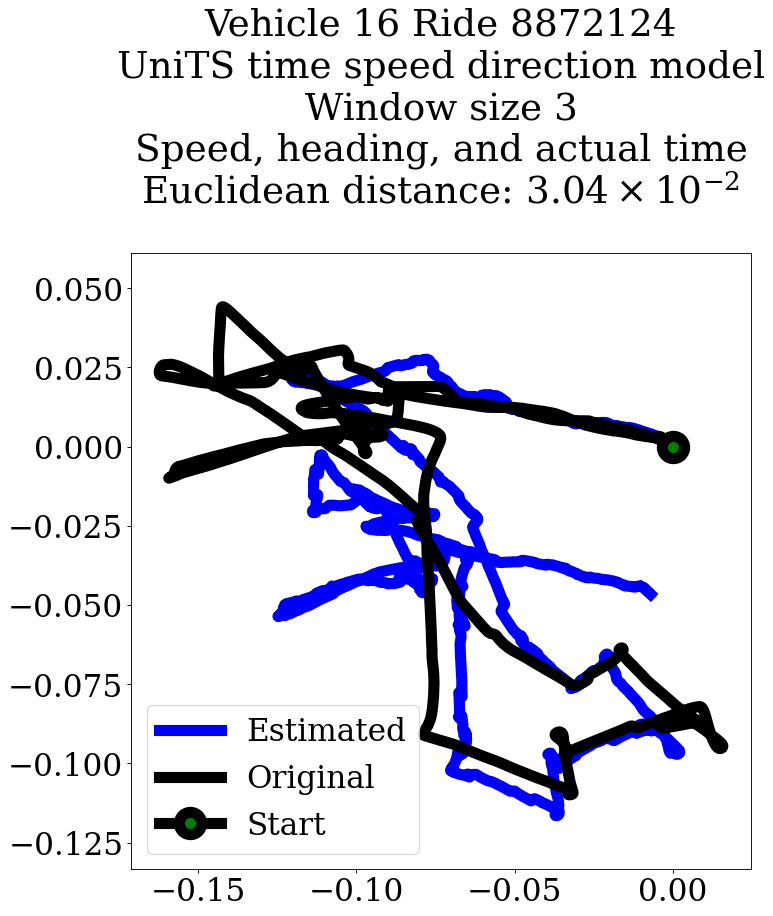 Vehicle 16 Ride 8872124
UniTS time speed direction model
Window size 3
Speed, heading, and actual time
Euclidean distance: 3.04 × 10⁻²
0.050
0.025
0.000
−0.025
−0.050
−0.075
−0.100
−0.125
Estimated
Original
Start
−0.15
−0.10
−0.05
0.00